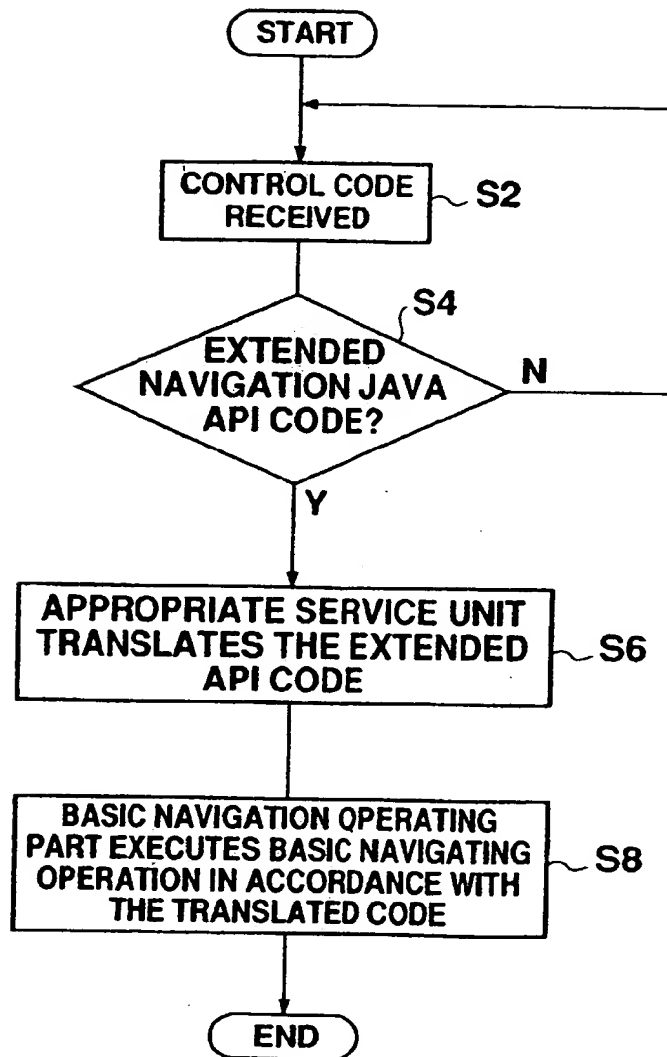 START
CONTROL CODE
RECEIVED
S2
S4
EXTENDED
NAVIGATION JAVA
API CODE?
N
Y
APPROPRIATE SERVICE UNIT
TRANSLATES THE EXTENDED
API CODE
S6
BASIC NAVIGATION OPERATING
PART EXECUTES BASIC NAVIGATING
OPERATION IN ACCORDANCE WITH
THE TRANSLATED CODE
S8
END